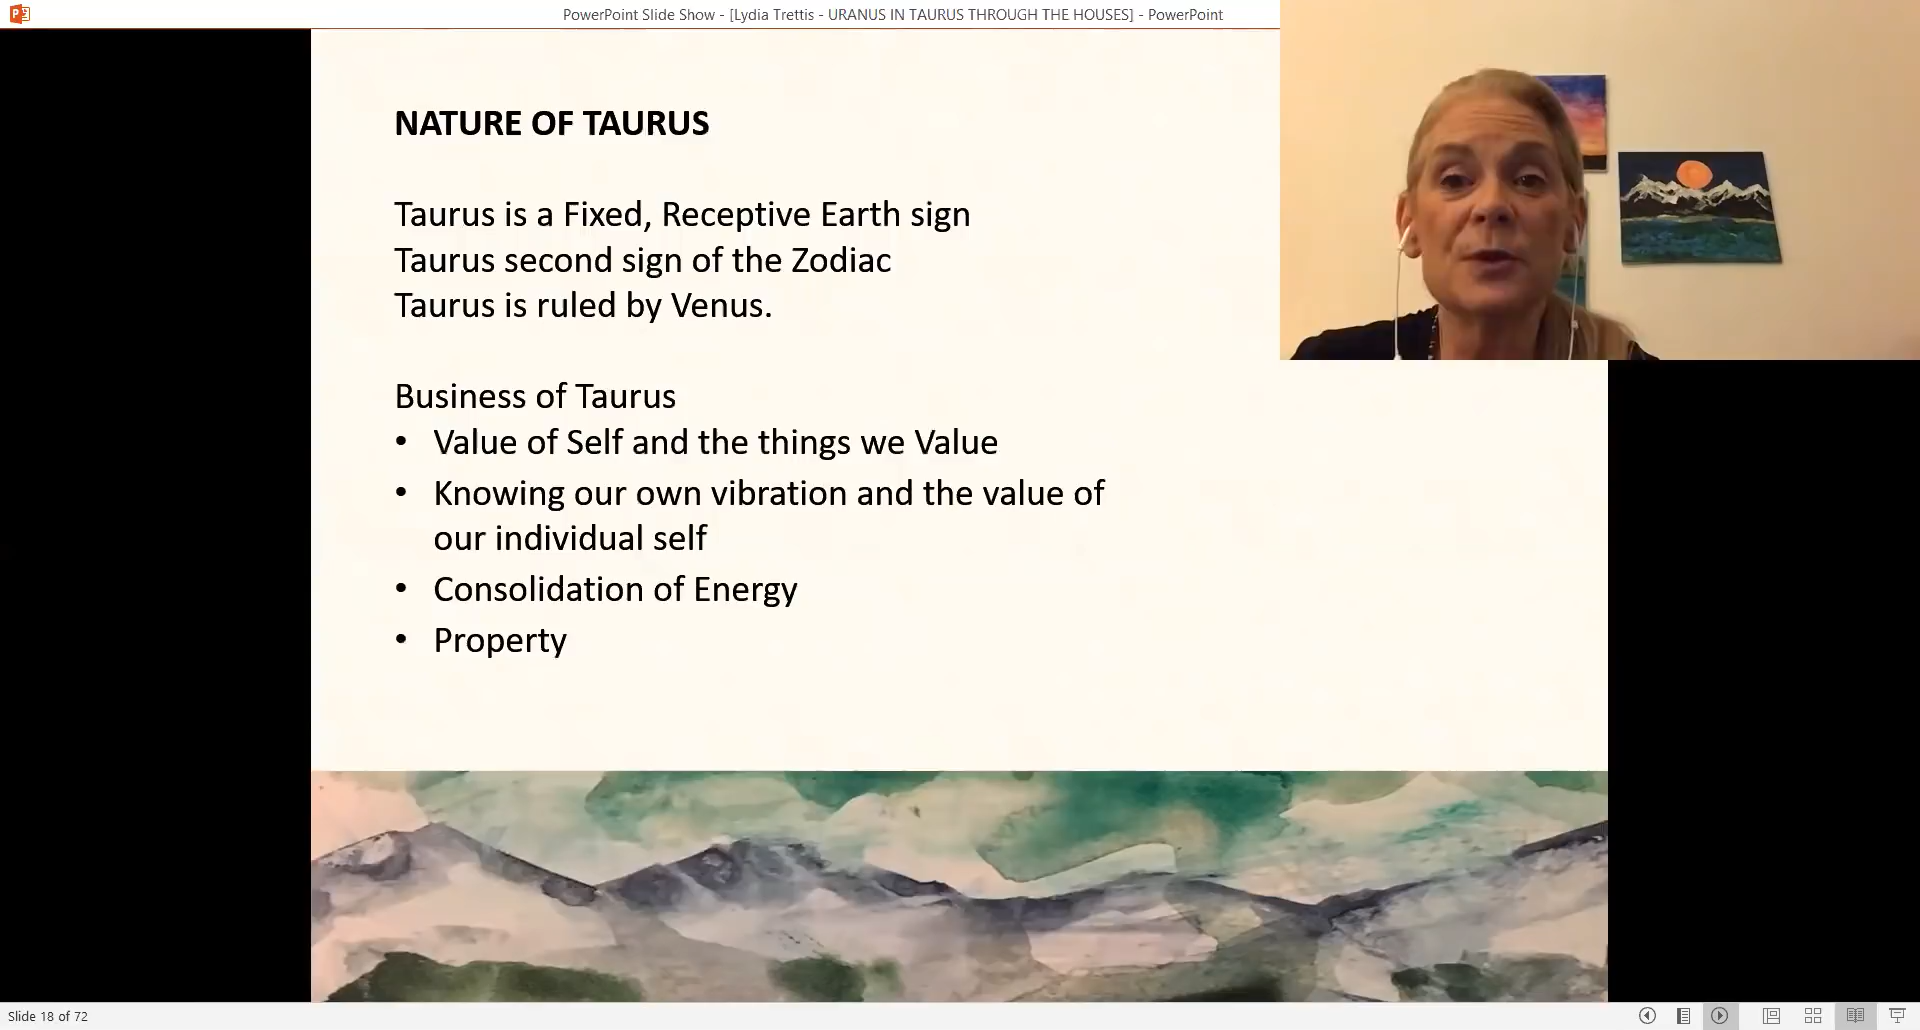 PowerPoint Slide Show - [Lydia Trettis - URANUS IN TAURUS THROUGH THE HOUSES] - PowerPoint
NATURE OF TAURUS
Taurus is a Fixed, Receptive Earth sign
Taurus second sign of the Zodiac
Taurus is ruled by Venus.
Business of Taurus
• Value of Self and the things we Value
• Knowing our own vibration and the value of
our individual self
• Consolidation of Energy
• Property
Slide 18 of 72